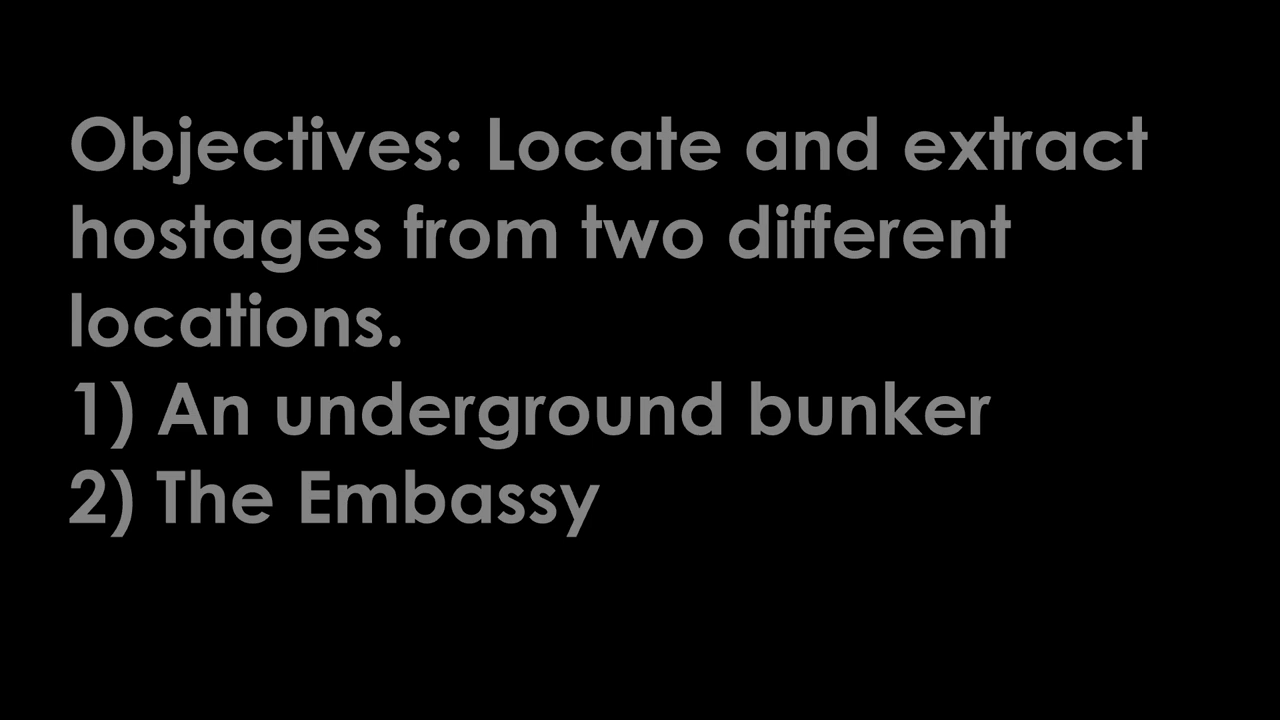 Objectives: Locate and extract
hostages from two different
locations.
1) An underground bunker
2) The Embassy